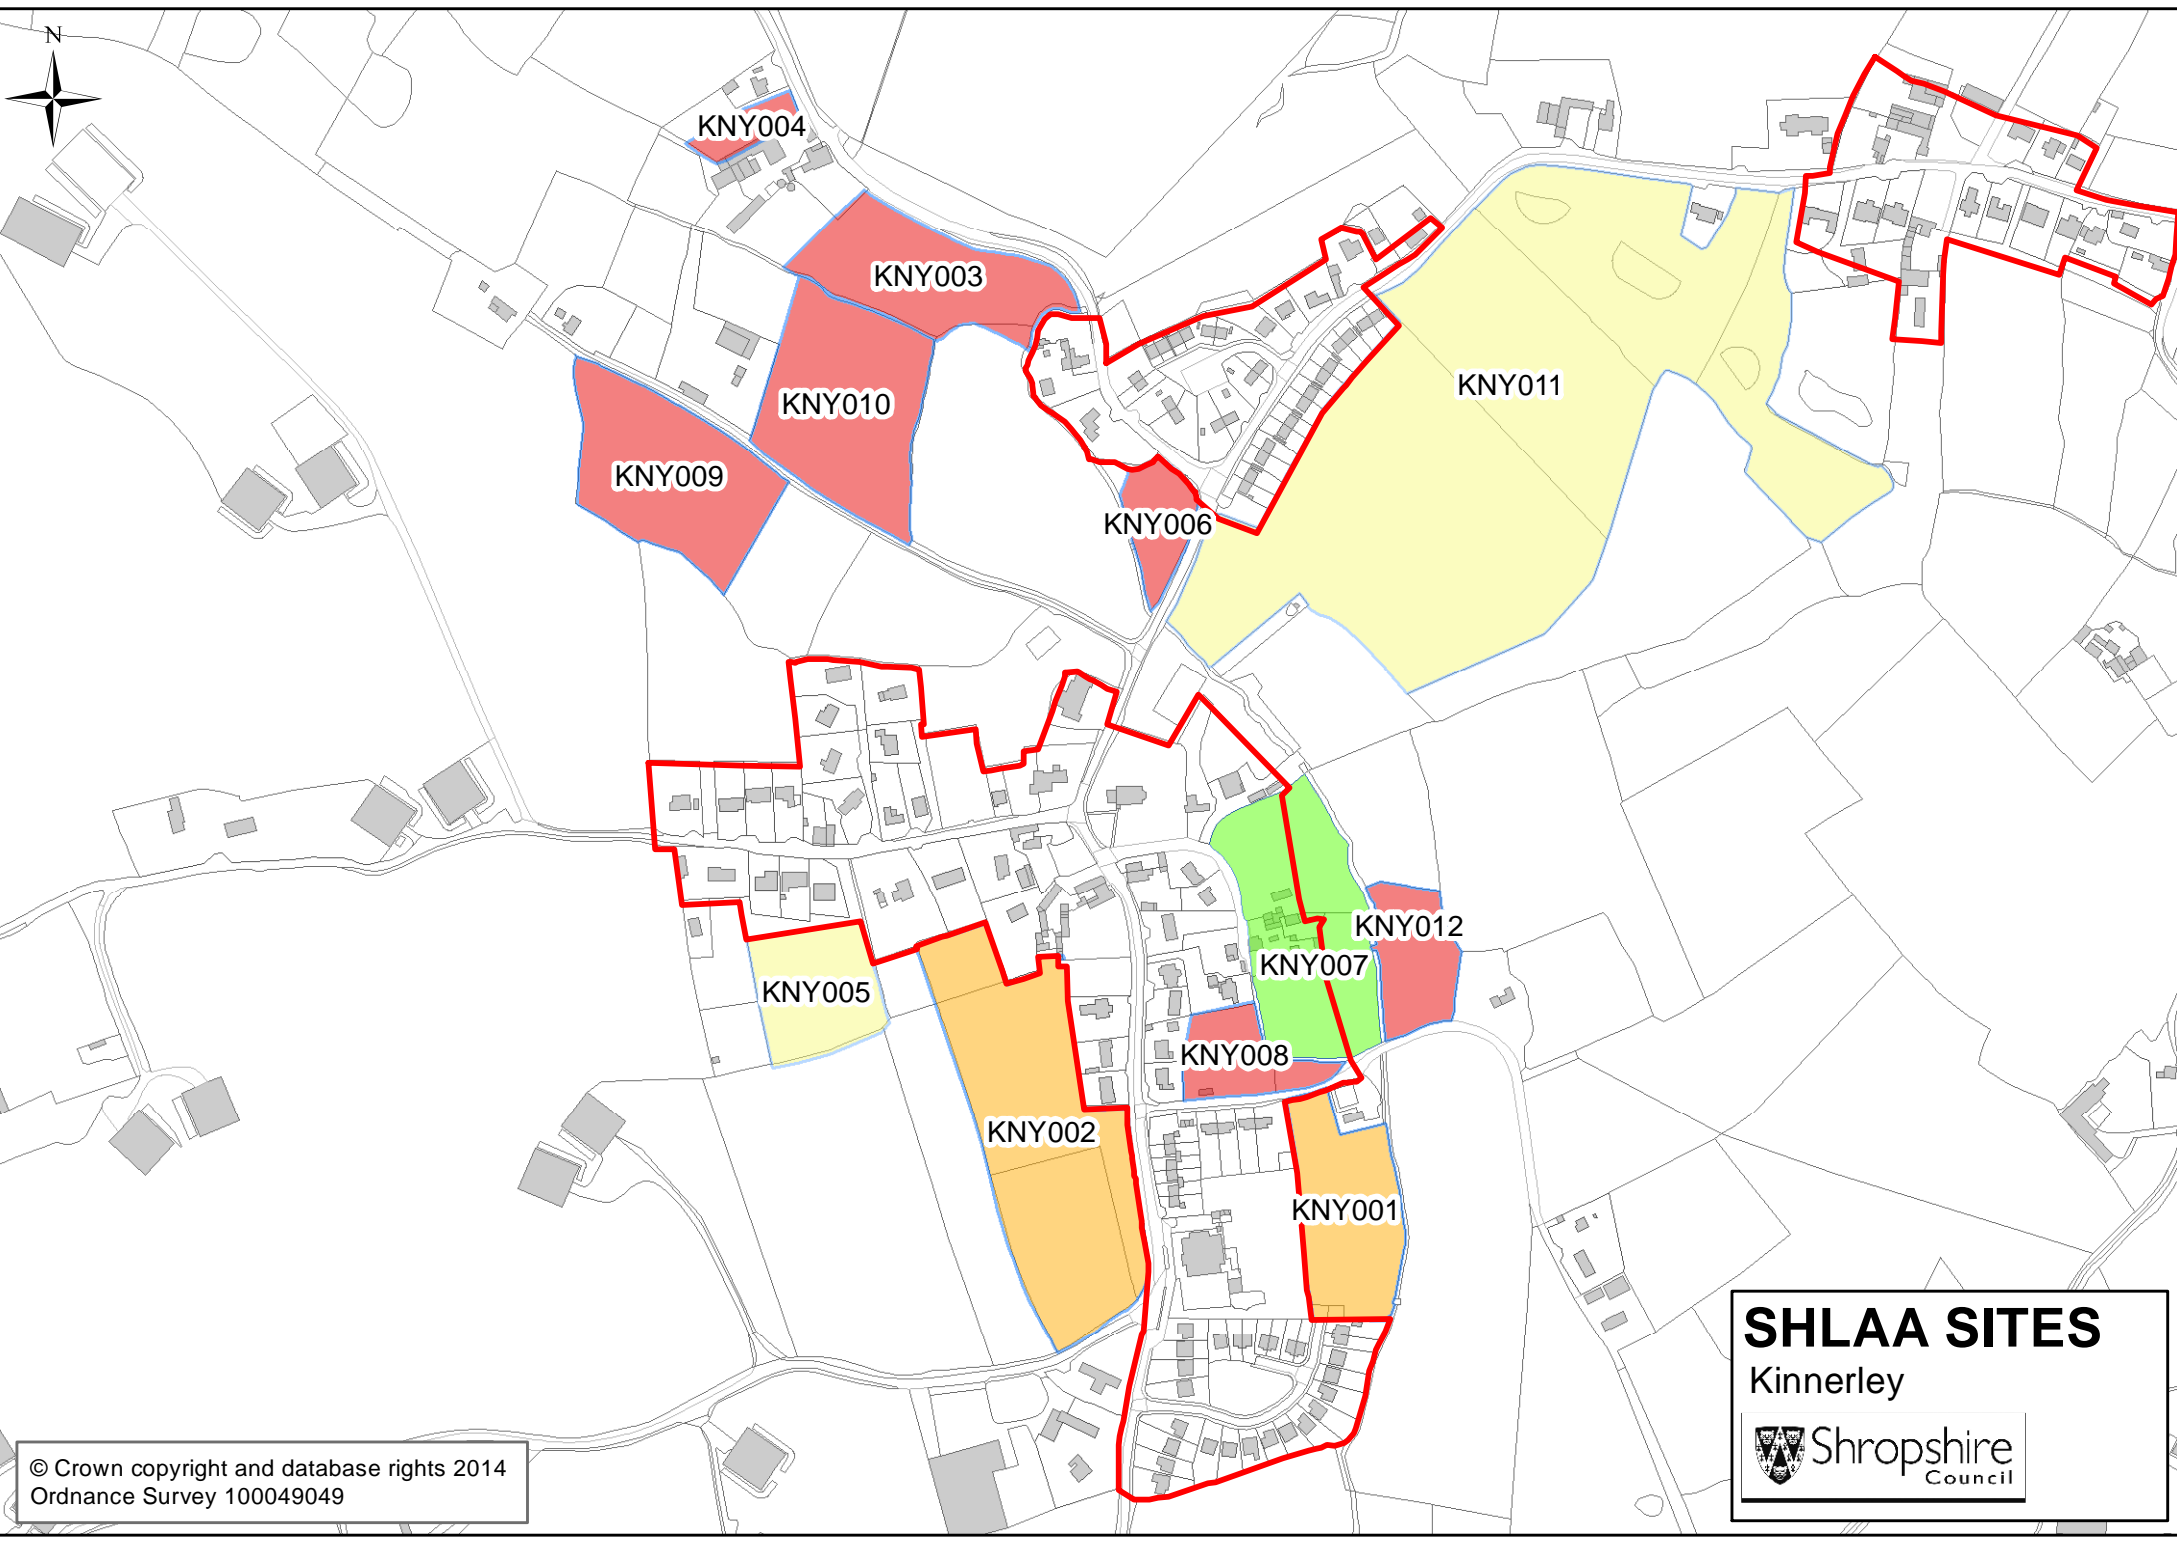 N
KNY004
KNY003
KNY011
KNY010
KNY009
KNY006
KNY012
KNY007
KNY005
KNY008
KNY002
KNY001
SHLAA SITES
Kinnerley
Shropshire
Council
© Crown copyright and database rights 2014
Ordnance Survey 100049049